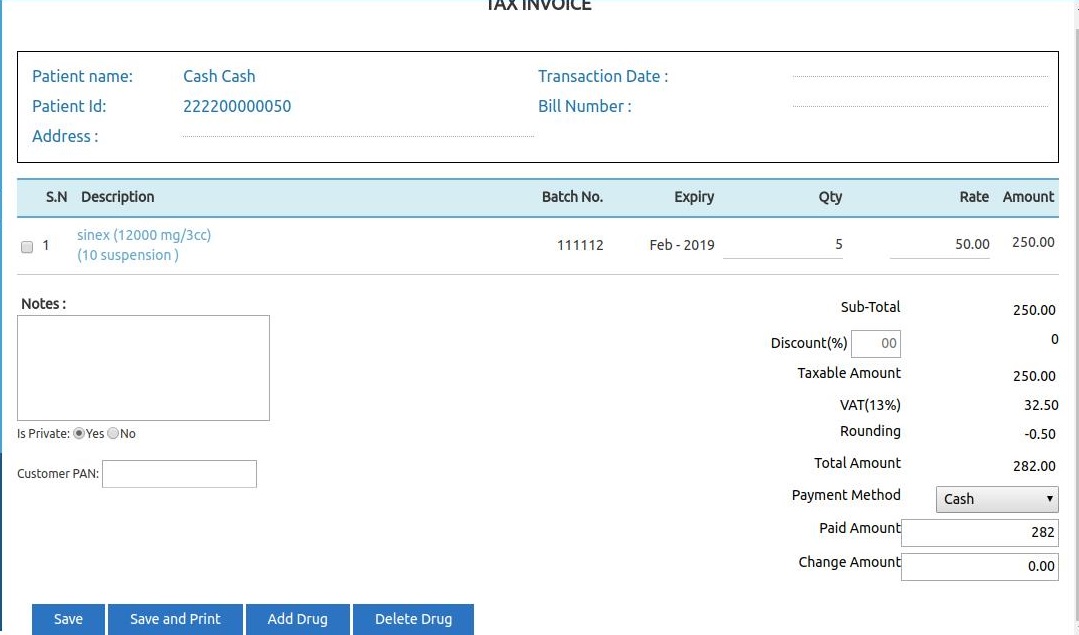 TAX INVOICE
Patient name: Cash Cash Transaction Date :
Patient Id: 222200000050 Bill Number :
Address :
S.N Description Batch No. Expiry Qty Rate Amount
1 sinex (12000 mg/3cc) (10 suspension ) 111112 Feb - 2019 5 50.00 250.00
Notes :
Sub-Total 250.00
Discount(%) 00 0
Taxable Amount 250.00
VAT(13%) 32.50
Is Private: Yes No Rounding -0.50
Total Amount 282.00
Customer PAN:
Payment Method Cash
Paid Amount 282
Change Amount 0.00
Save Save and Print Add Drug Delete Drug